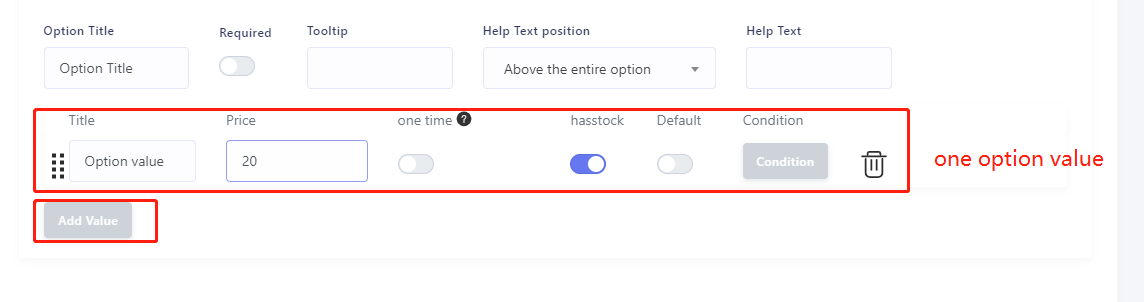 Option Title Required Tooltip Help Text position Help Text
Option Title Above the entire option
Title Price one time ? hasstock Default Condition
Option value 20 Condition one option value
Add Value